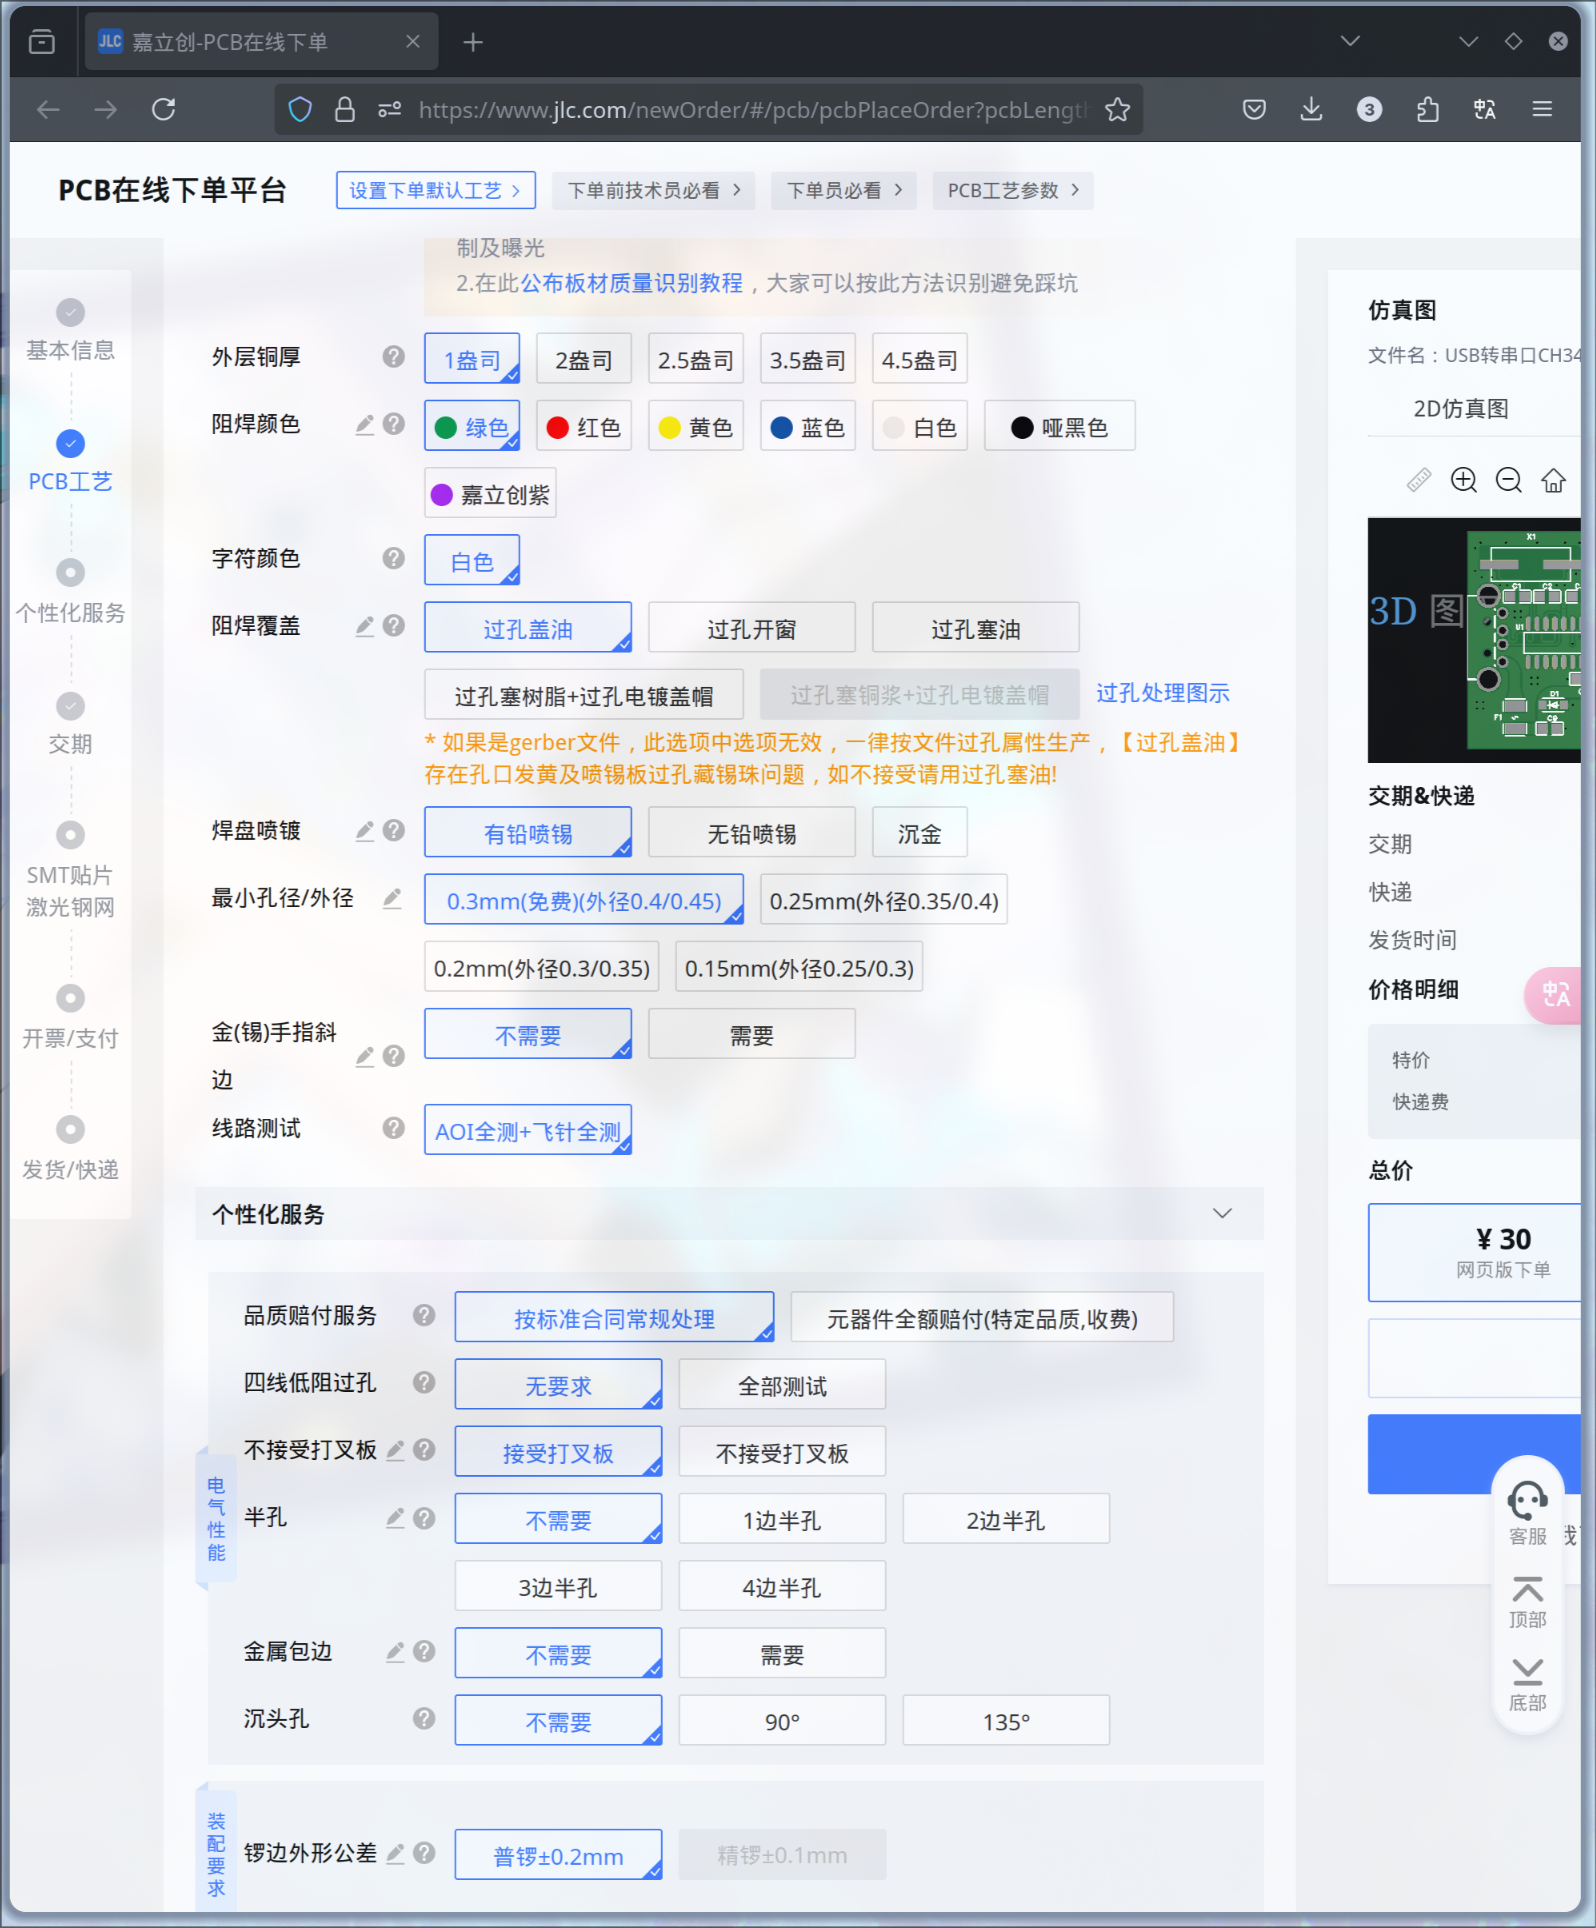 JLC 嘉立创-PCB在线下单
https://www.jlc.com/newOrder/#/pcb/pcbPlaceOrder?pcbLength
3
PCB在线下单平台 设置下单默认工艺 下单前技术员必看 下单员必看 PCB工艺参数
基本信息
PCB工艺
个性化服务
交期
SMT贴片
激光钢网
开票/支付
发货/快递
制及曝光
2.在此公布板材质量识别教程，大家可以按此方法识别避免踩坑
外层铜厚 1盎司 2盎司 2.5盎司 3.5盎司 4.5盎司
阻焊颜色 绿色 红色 黄色 蓝色 白色 哑黑色
嘉立创紫
字符颜色 白色
阻焊覆盖 过孔盖油 过孔开窗 过孔塞油
过孔塞树脂+过孔电镀盖帽 过孔塞铜浆+过孔电镀盖帽 过孔处理图示
* 如果是gerber文件，此选项中选项无效，一律按文件过孔属性生产，【过孔盖油】
存在孔口发黄及喷锡板过孔藏锡珠问题，如不接受请用过孔塞油!
焊盘喷镀 有铅喷锡 无铅喷锡 沉金
最小孔径/外径 0.3mm(免费)(外径0.4/0.45) 0.25mm(外径0.35/0.4)
0.2mm(外径0.3/0.35) 0.15mm(外径0.25/0.3)
金(锡)手指斜
边
不需要 需要
线路测试 AOI全测+飞针全测
个性化服务
电气性能
品质赔付服务 按标准合同常规处理 元器件全额赔付(特定品质,收费)
四线低阻过孔 无要求 全部测试
不接受打叉板 接受打叉板 不接受打叉板
半孔 不需要 1边半孔 2边半孔
3边半孔 4边半孔
金属包边 不需要 需要
沉头孔 不需要 90° 135°
装配要求
锣边外形公差 普锣±0.2mm 精锣±0.1mm
仿真图
文件名：USB转串口CH34
2D仿真图
3D 图
X1
C1 C2
U1
D1
F1
C9
交期&快递
交期
快递
发货时间
价格明细
特价
快递费
总价
¥ 30
网页版下单
客服
顶部
底部